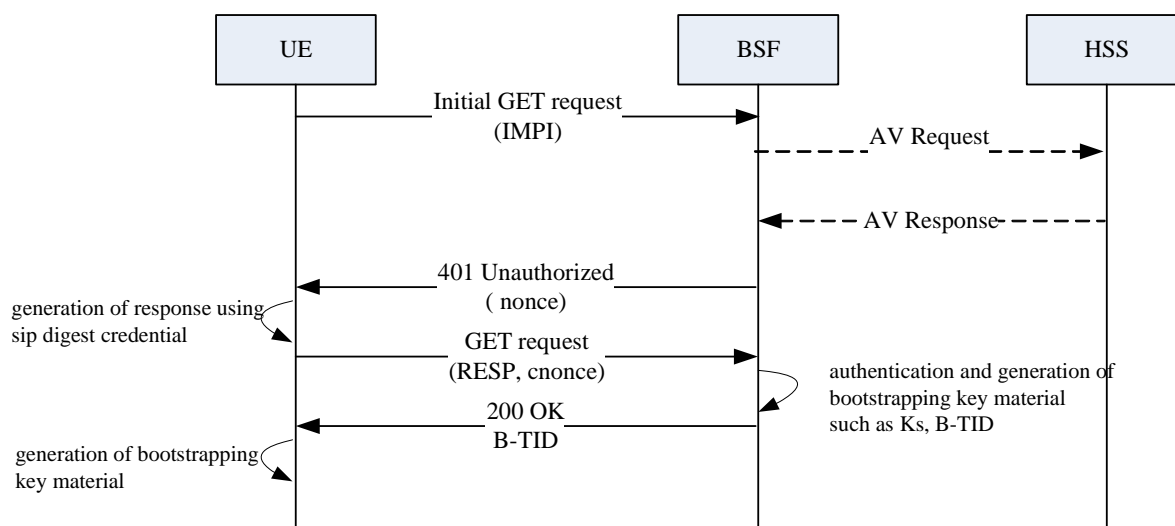 UE
BSF
HSS
Initial GET request
(IMPI)
AV Request
AV Response
401 Unauthorized
( nonce)
generation of response using
sip digest credential
GET request
(RESP, cnonce)
authentication and generation of
bootstrapping key material
such as Ks, B-TID
200 OK
B-TID
generation of bootstrapping
key material